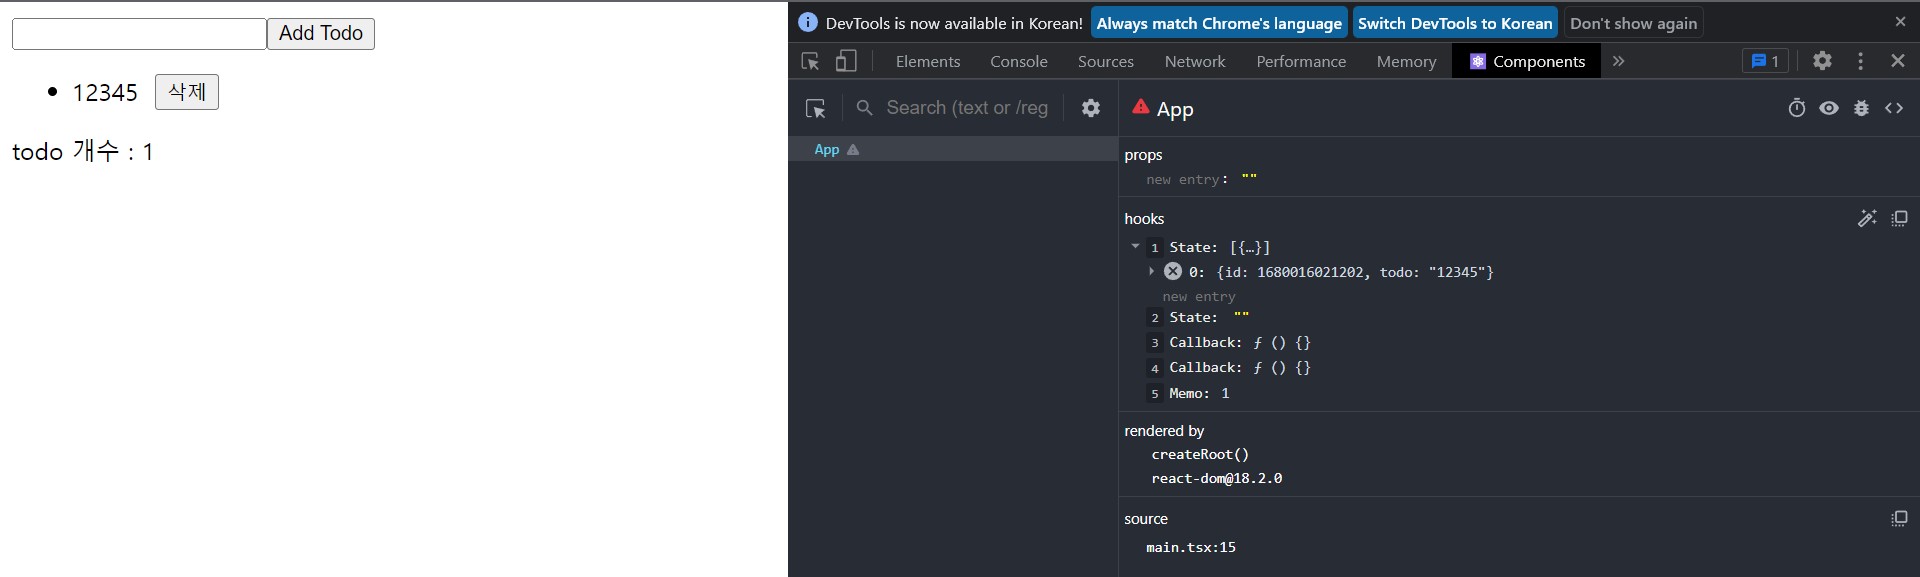 Add Todo
12345 삭제
todo 개수 : 1
DevTools is now available in Korean! Always match Chrome's language Switch DevTools to Korean Don't show again
Elements Console Sources Network Performance Memory Components 1
Search (text or /reg
App
App
props
new entry: ""
hooks
1 State: [{…}]
0: {id: 1680016021202, todo: "12345"}
new entry
2 State: ""
3 Callback: ƒ () {}
4 Callback: ƒ () {}
5 Memo: 1
rendered by
createRoot()
react-dom@18.2.0
source
main.tsx:15